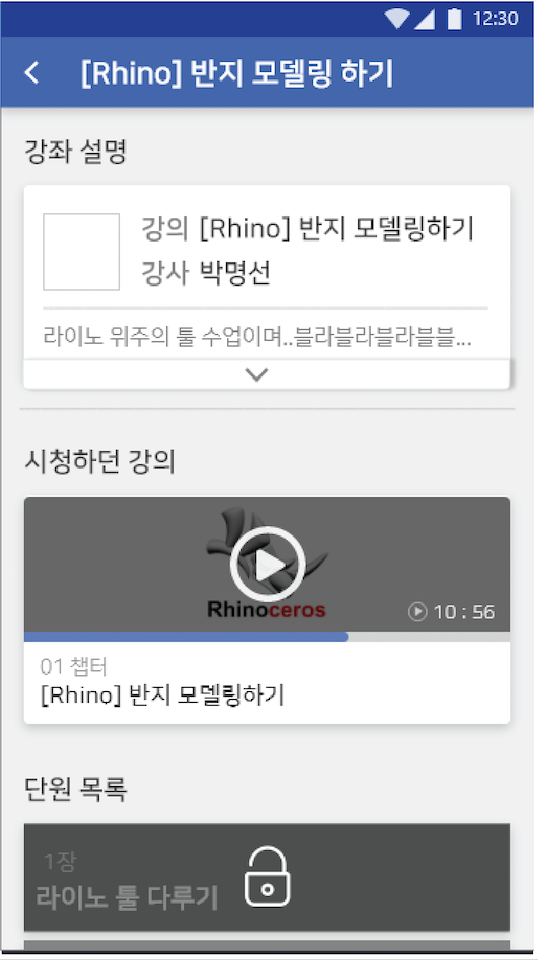 12:30
[Rhino] 반지 모델링 하기
강좌 설명
강의 [Rhino] 반지 모델링하기
강사 박명선
라이노 위주의 툴 수업이며..블라블라블라블블...
시청하던 강의
Rhinoceros
10 : 56
01 챕터
[Rhino] 반지 모델링하기
단원 목록
1장
라이노 툴 다루기